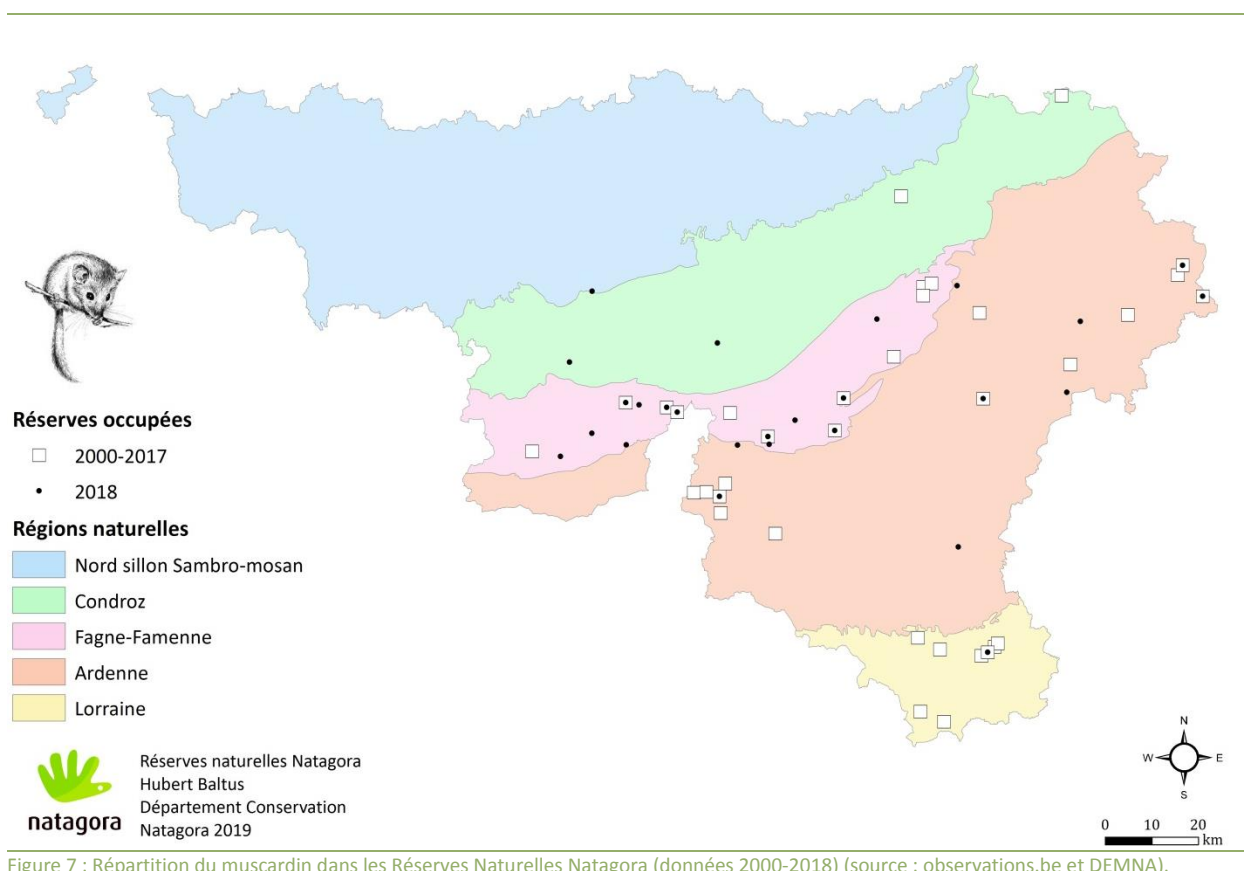 Réserves occupées
2000-2017
2018
Régions naturelles
Nord sillon Sambro-mosan
Condroz
Fagne-Famenne
Ardenne
Lorraine
natagora
Réserves naturelles Natagora
Hubert Baltus
Département Conservation
Natagora 2019
N
W E
S
0 10 20
km
Figure 7 : Répartition du muscardin dans les Réserves Naturelles Natagora (données 2000-2018) (source : observations.be et DEMNA).